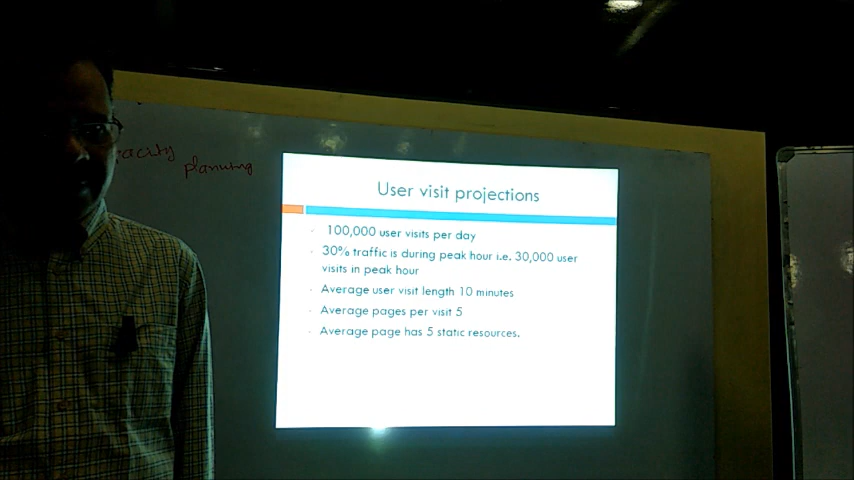 planning
User visit projections
100,000 user visits per day
30% traffic is during peak hour i.e. 30,000 user
visits in peak hour
Average user visit length 10 minutes
Average pages per visit 5
Average page has 5 static resources.